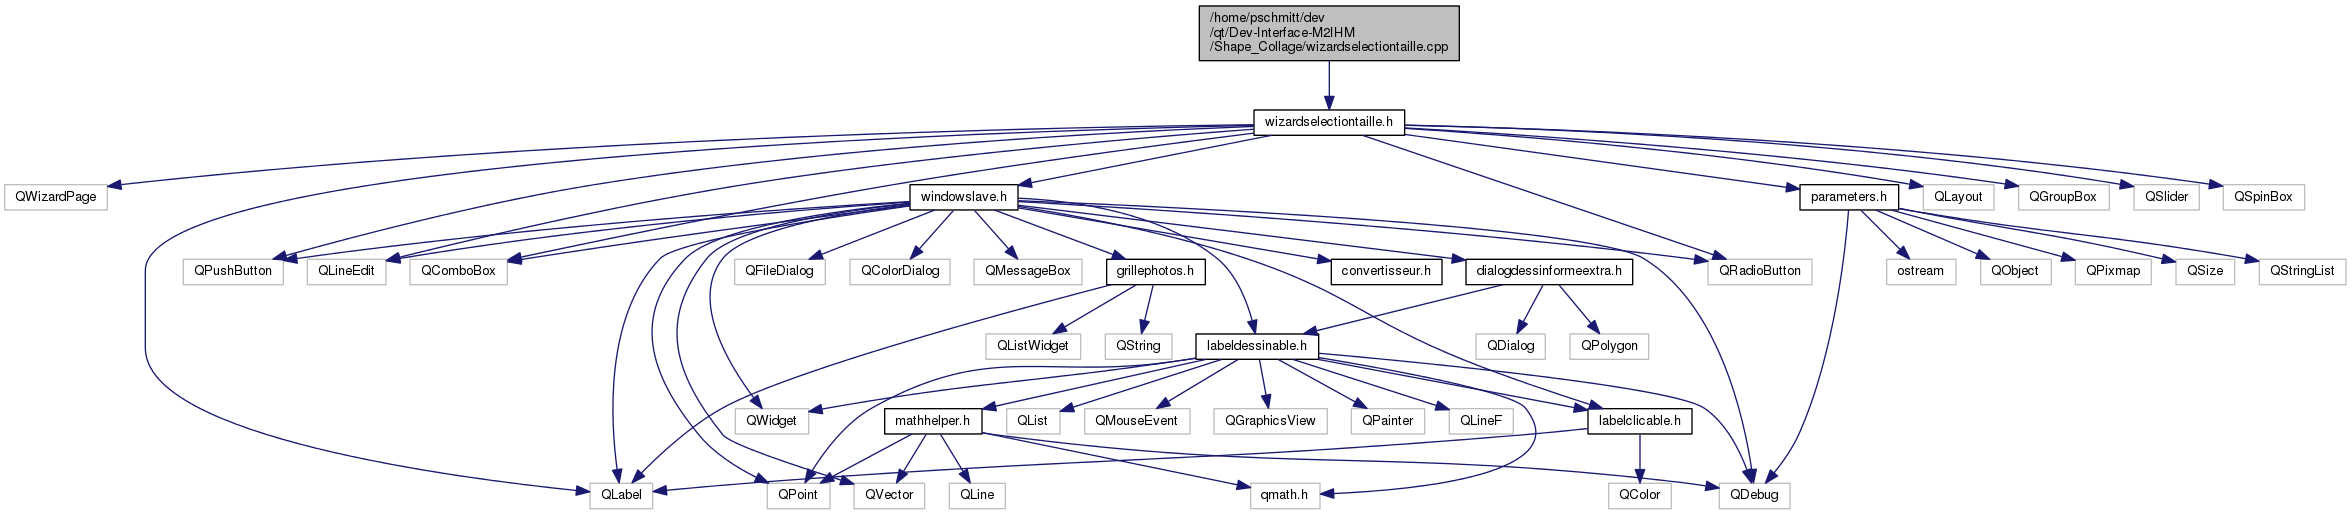 /home/pschmitt/dev
/qt/Dev-Interface-M2IHM
/Shape_Collage/wizardselectiontaille.cpp
wizardselectiontaille.h
QWizardPage
windowslave.h
parameters.h
QLayout
QGroupBox
QSlider
QSpinBox
QPushButton
QLineEdit
QComboBox
QFileDialog
QColorDialog
QMessageBox
grillephotos.h
convertisseur.h
dialogdessinformeextra.h
QRadioButton
ostream
QObject
QPixmap
QSize
QStringList
QListWidget
QString
labeldessinable.h
QDialog
QPolygon
QWidget
mathhelper.h
QList
QMouseEvent
QGraphicsView
QPainter
QLineF
labelclicable.h
QLabel
QPoint
QVector
QLine
qmath.h
QColor
QDebug